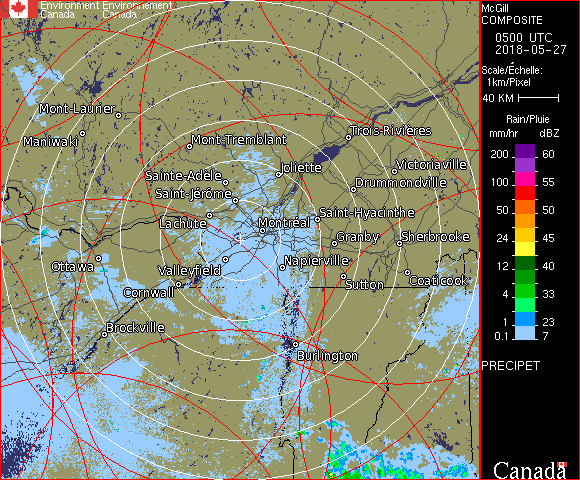 Environment Environnement
Canada Canada
McGill
COMPOSITE
0500 UTC
2018-05-27
Scale/Échelle:
1km/Pixel
40 KM
Rain/Pluie
mm/hr dBZ
200 60
100 55
50 50
24 45
12 40
4 33
1 23
0.1 7
PRECIPET
Canada
Mont-Laurier
Maniwaki
Mont-Tremblant
Trois-Rivières
Joliette
Victoriaville
Sainte-Adèle
Drummondville
Saint-Jérôme
Saint-Hyacinthe
Lachute
Montréal
Granby
Sherbrooke
Ottawa
Valleyfield
Napierville
Sutton
Coaticook
Cornwall
Brockville
Burlington